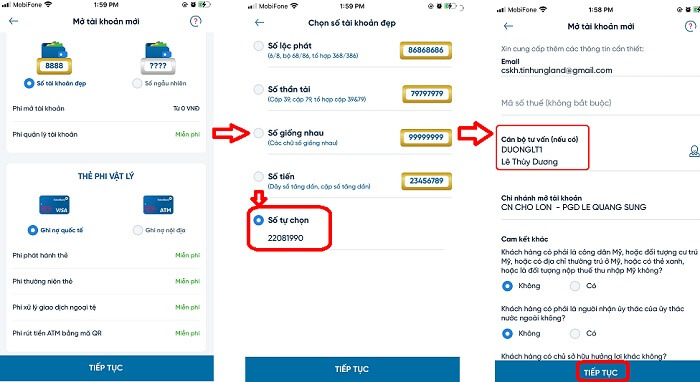 MobiFone
1:59 PM
Mở tài khoản mới
8888
????
Số tài khoản đẹp
Số ngẫu nhiên
Phí mở tài khoản
Từ 0 VNĐ
Phí quản lý tài khoản
Miễn phí
THẺ PHI VẬT LÝ
VISA
ATM
Ghi nợ quốc tế
Ghi nợ nội địa
Phí phát hành thẻ
Miễn phí
Phí thường niên thẻ
Miễn phí
Phí xử lý giao dịch ngoại tệ
Miễn phí
Phí rút tiền ATM bằng mã QR
Miễn phí
TIẾP TỤC
MobiFone
1:59 PM
Chọn số tài khoản đẹp
Số lộc phát
(6/8, bộ 68/86, tổ hợp 368/386)
86868686
Số thần tài
(Cặp 39, cặp 79, tổ hợp cặp 39&79)
79797979
Số giống nhau
(Các chữ số giống nhau)
99999999
Số tiến
(Dãy số tăng dần, cặp số tăng dần)
23456789
Số tự chọn
22081990
TIẾP TỤC
MobiFone
1:58 PM
Mở tài khoản mới
Xin cung cấp thêm các thông tin cần thiết:
Email
cskh.tinhungland@gmail.com
Mã số thuế (không bắt buộc)
Cán bộ tư vấn (nếu có)
DUONGLT1
Lê Thùy Dương
Chi nhánh mở tài khoản
CN CHO LON - PGD LE QUANG SUNG
Cam kết khác
Khách hàng có phải là công dân Mỹ, hoặc đối tượng cư trú
Mỹ, hoặc có địa chỉ thường trú ở Mỹ, hoặc có thẻ xanh,
hoặc là đối tượng nộp thuế thu nhập Mỹ không?
Không
Có
Khách hàng có phải là người nhận ủy thác của ủy thác
nước ngoài không?
Không
Có
Khách hàng có chủ sở hữu hưởng lợi khác không?
TIẾP TỤC